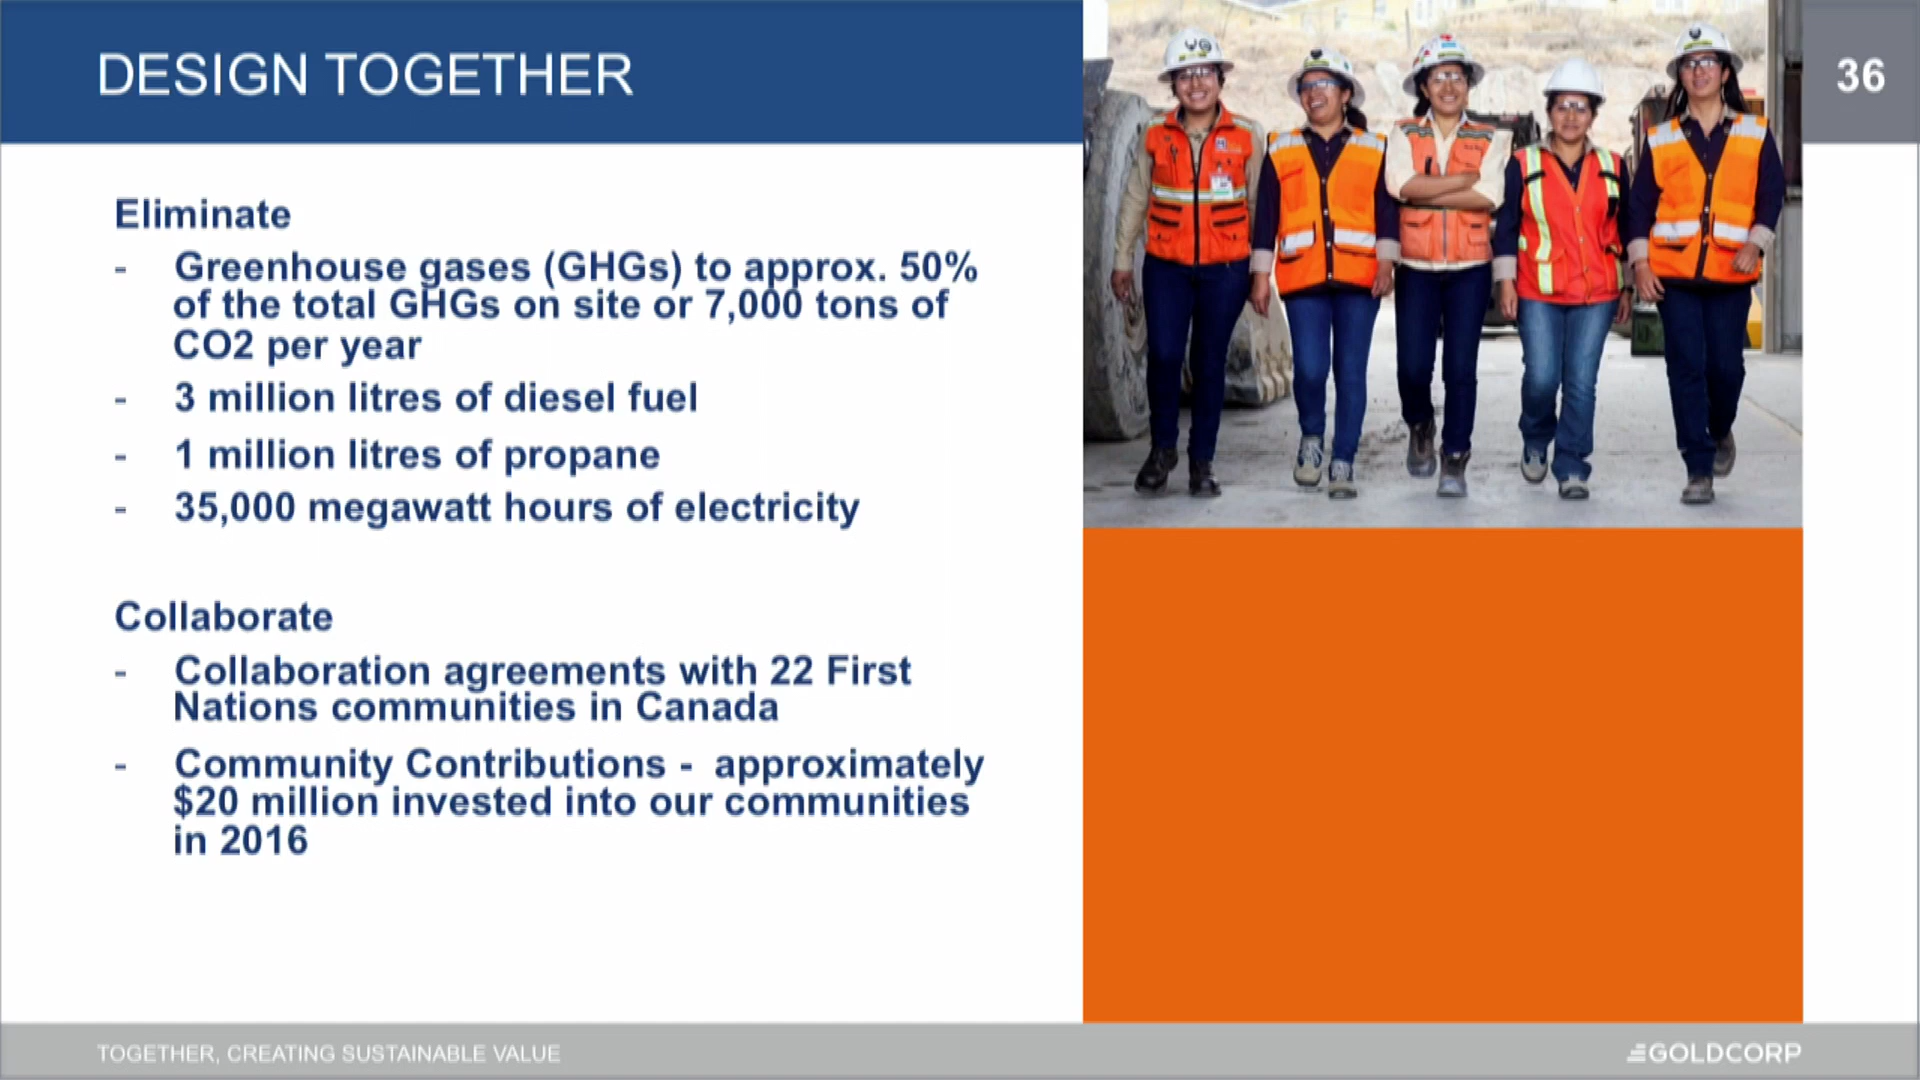 DESIGN TOGETHER
36
Eliminate
- Greenhouse gases (GHGs) to approx. 50%
of the total GHGs on site or 7,000 tons of
CO2 per year
- 3 million litres of diesel fuel
- 1 million litres of propane
- 35,000 megawatt hours of electricity
Collaborate
- Collaboration agreements with 22 First
Nations communities in Canada
- Community Contributions - approximately
$20 million invested into our communities
in 2016
TOGETHER, CREATING SUSTAINABLE VALUE
GOLDCORP